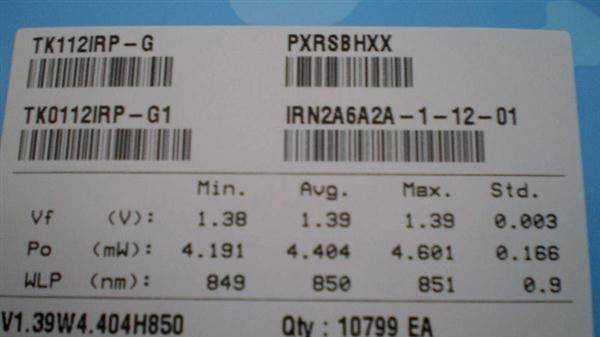 TK112IRP-G PXRSBHXX
TK0112IRP-G1 IRN2A6A2A-1-12-01
Min. Avg. Max. Std.
Vf (V): 1.38 1.39 1.39 0.003
Po (mW): 4.191 4.404 4.601 0.166
WLP (nm): 849 850 851 0.9
V1.39W4.404H850 Qty : 10799 EA